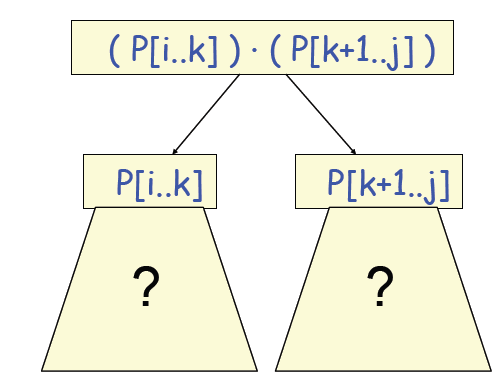 ( P[i..k] ) · ( P[k+1..j] )
P[i..k]
P[k+1..j]
?
?